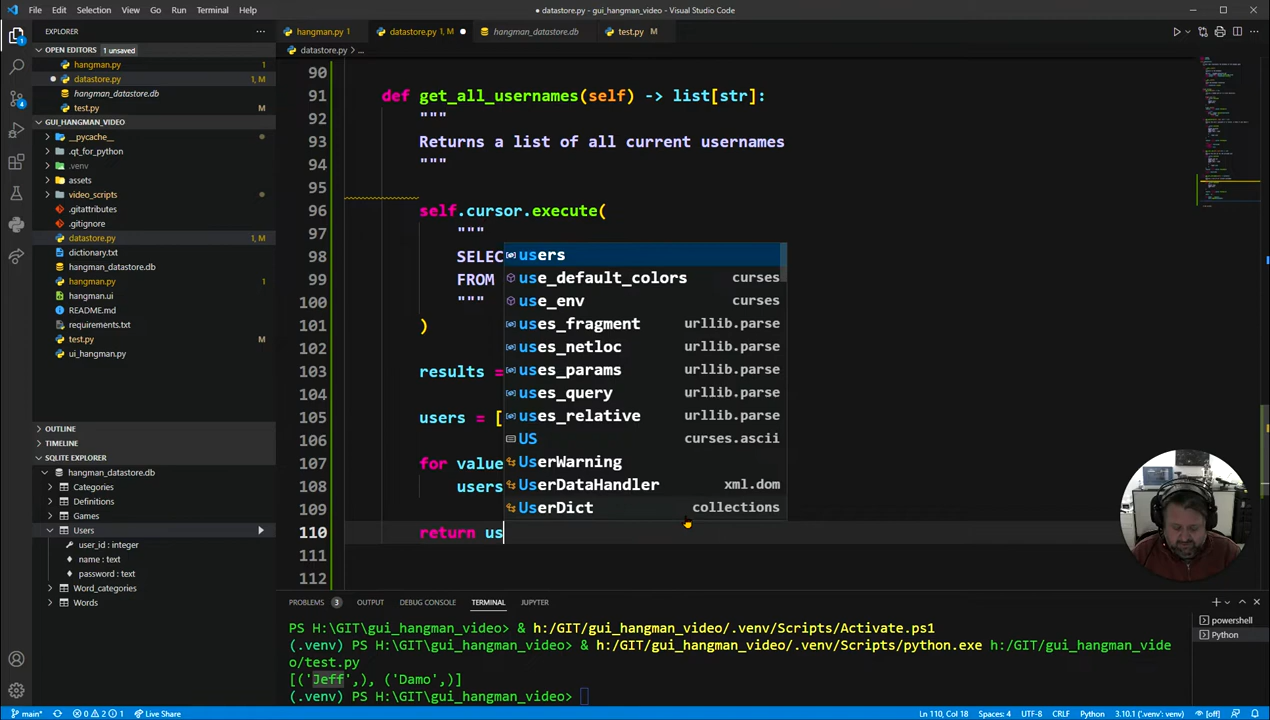 File Edit Selection View Go Run Terminal Help
● datastore.py - gui_hangman_video - Visual Studio Code
EXPLORER
OPEN EDITORS 1 unsaved
hangman.py 1
datastore.py 1, M
hangman_datastore.db
test.py M
GUI_HANGMAN_VIDEO
__pycache__
.qt_for_python
.venv
assets
video_scripts
.gitattributes
.gitignore
datastore.py 1, M
dictionary.txt
hangman_datastore.db
hangman.py 1
hangman.ui
README.md
requirements.txt
test.py M
ui_hangman.py
OUTLINE
TIMELINE
SQLITE EXPLORER
hangman_datastore.db
Categories
Definitions
Games
Users
user_id : integer
name : text
password : text
Word_categories
Words
hangman.py 1
datastore.py 1, M
hangman_datastore.db
test.py M
datastore.py > ...
90
91 def get_all_usernames(self) -> list[str]:
92 """
93 Returns a list of all current usernames
94 """
95
96 self.cursor.execute(
97 """
98 SELEC
99 FROM
100 """
101 )
102
103 results =
104
105 users = [
106
107 for value
108 users
109
110 return us
111
112
users
use_default_colors curses
use_env curses
uses_fragment urllib.parse
uses_netloc urllib.parse
uses_params urllib.parse
uses_query urllib.parse
uses_relative urllib.parse
US curses.ascii
UserWarning
UserDataHandler xml.dom
UserDict collections
PROBLEMS 3 OUTPUT DEBUG CONSOLE TERMINAL JUPYTER
PS H:\GIT\gui_hangman_video> & h:/GIT/gui_hangman_video/.venv/Scripts/Activate.ps1
(.venv) PS H:\GIT\gui_hangman_video> & h:/GIT/gui_hangman_video/.venv/Scripts/python.exe h:/GIT/gui_hangman_vide
o/test.py
[('Jeff',), ('Damo',)]
(.venv) PS H:\GIT\gui_hangman_video>
powershell
Python
main* 0 2 1 Live Share
Ln 110, Col 18 Spaces: 4 UTF-8 CRLF Python 3.10.1 ('.venv': venv) [off]